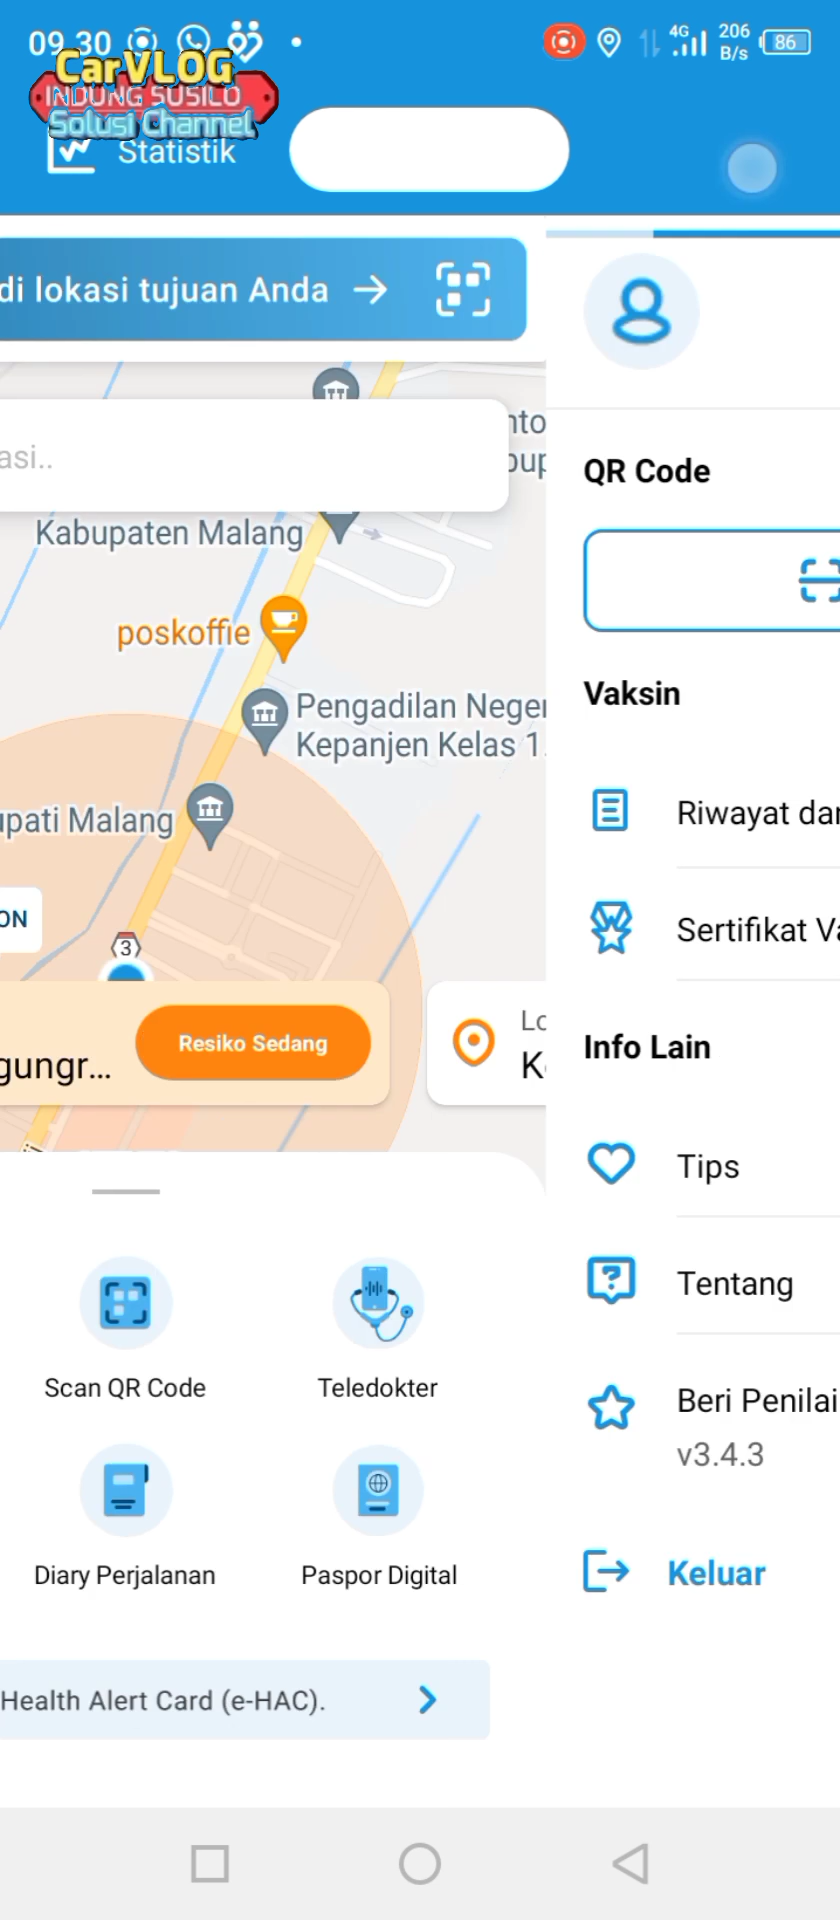 09.30
4G
206
B/s
86
CarVLOG
INDUNG SUSILO
Solusi Channel
Statistik
di lokasi tujuan Anda
asi..
Kabupaten Malang
poskoffie
Pengadilan Neger
Kepanjen Kelas 1
upati Malang
ON
3
gungr...
Resiko Sedang
Lo
K
Scan QR Code
Teledokter
Diary Perjalanan
Paspor Digital
Health Alert Card (e-HAC).
QR Code
Vaksin
Riwayat dan
Sertifikat Va
Info Lain
Tips
Tentang
Beri Penilai
v3.4.3
Keluar